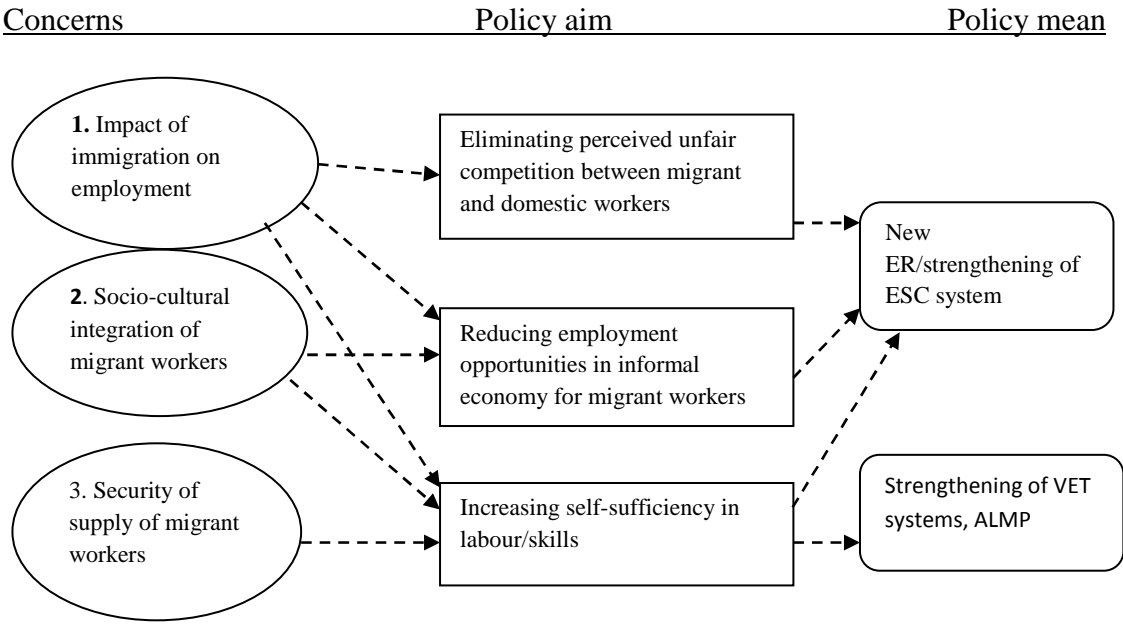 Concerns Policy aim Policy mean
1. Impact of
immigration on
employment
Eliminating perceived unfair
competition between migrant
and domestic workers
New
ER/strengthening of
ESC system
2. Socio-cultural
integration of
migrant workers
Reducing employment
opportunities in informal
economy for migrant workers
3. Security of
supply of migrant
workers
Increasing self-sufficiency in
labour/skills
Strengthening of VET
systems, ALMP